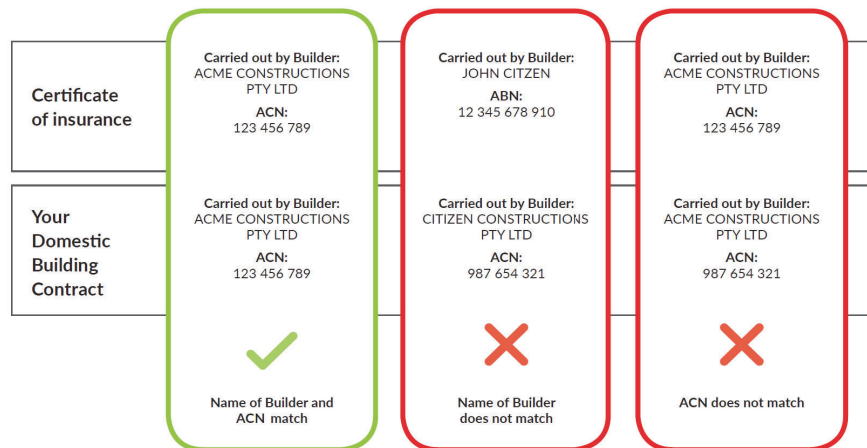 Certificate
of insurance
Carried out by Builder:
ACME CONSTRUCTIONS
PTY LTD
ACN:
123 456 789
Carried out by Builder:
JOHN CITZEN
ABN:
12 345 678 910
Carried out by Builder:
ACME CONSTRUCTIONS
PTY LTD
ACN:
123 456 789
Your
Domestic
Building
Contract
Carried out by Builder:
ACME CONSTRUCTIONS
PTY LTD
ACN:
123 456 789
Carried out by Builder:
CITIZEN CONSTRUCTIONS
PTY LTD
ACN:
987 654 321
Carried out by Builder:
ACME CONSTRUCTIONS
PTY LTD
ACN:
987 654 321
Name of Builder and
ACN match
Name of Builder
does not match
ACN does not match